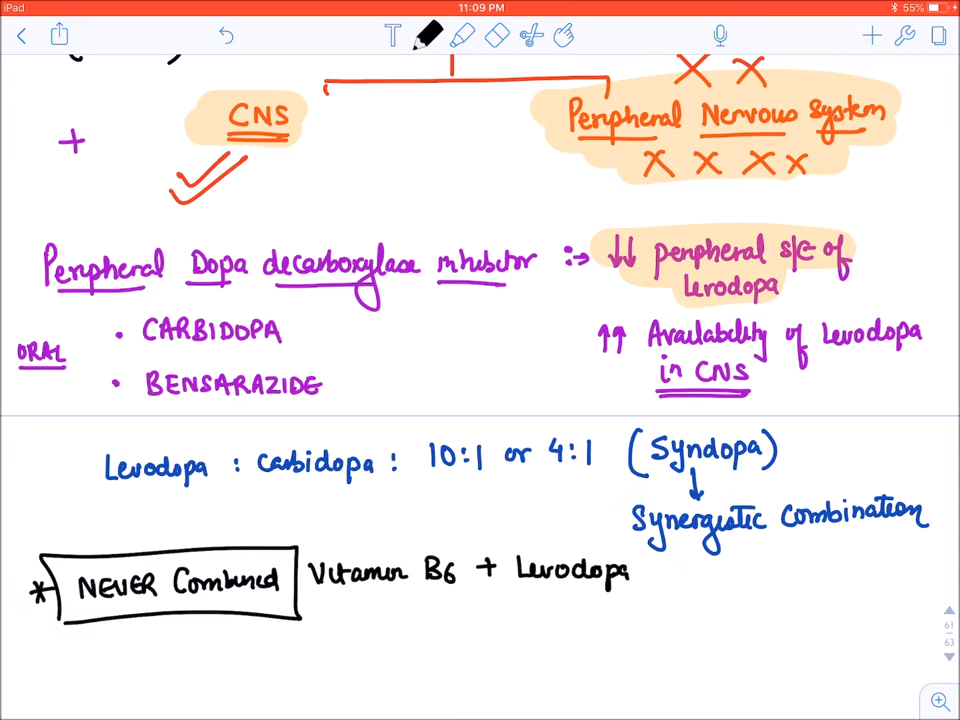 iPad 11:09 PM 55%
T
CNS
Peripheral Nervous System
+
X X
X X X X
Peripheral Dopa decarboxylase inhibitor :→ ↓↓ peripheral s/e of
Levodopa
ORAL
• CARBIDOPA
• BENSARAZIDE
↑↑ Availability of Levodopa
in CNS
Levodopa : carbidopa : 10:1 or 4:1 (Syndopa)
↓
Synergistic Combination
* NEVER Combined Vitamin B6 + Levodopa
61
63